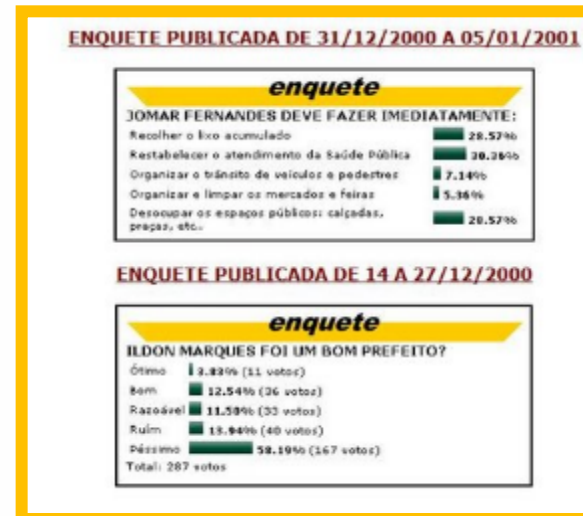 ENQUETE PUBLICADA DE 31/12/2000 A 05/01/2001
enquete
JOMAR FERNANDES DEVE FAZER IMEDIATAMENTE:
Recolher o lixo acumulado 28.57%
Restabelecer o atendimento da Saúde Pública 30.36%
Organizar o trânsito de veículos e pedestres 7.14%
Organizar e limpar os mercados e feiras 5.36%
Desocupar os espaços públicos: calçadas,
praças, etc.. 28.57%
ENQUETE PUBLICADA DE 14 A 27/12/2000
enquete
ILDON MARQUES FOI UM BOM PREFEITO?
Ótimo 3.83% (11 votos)
Bom 12.54% (36 votos)
Razoável 11.50% (33 votos)
Ruím 13.94% (40 votos)
Péssimo 58.19% (167 votos)
Total: 287 votos